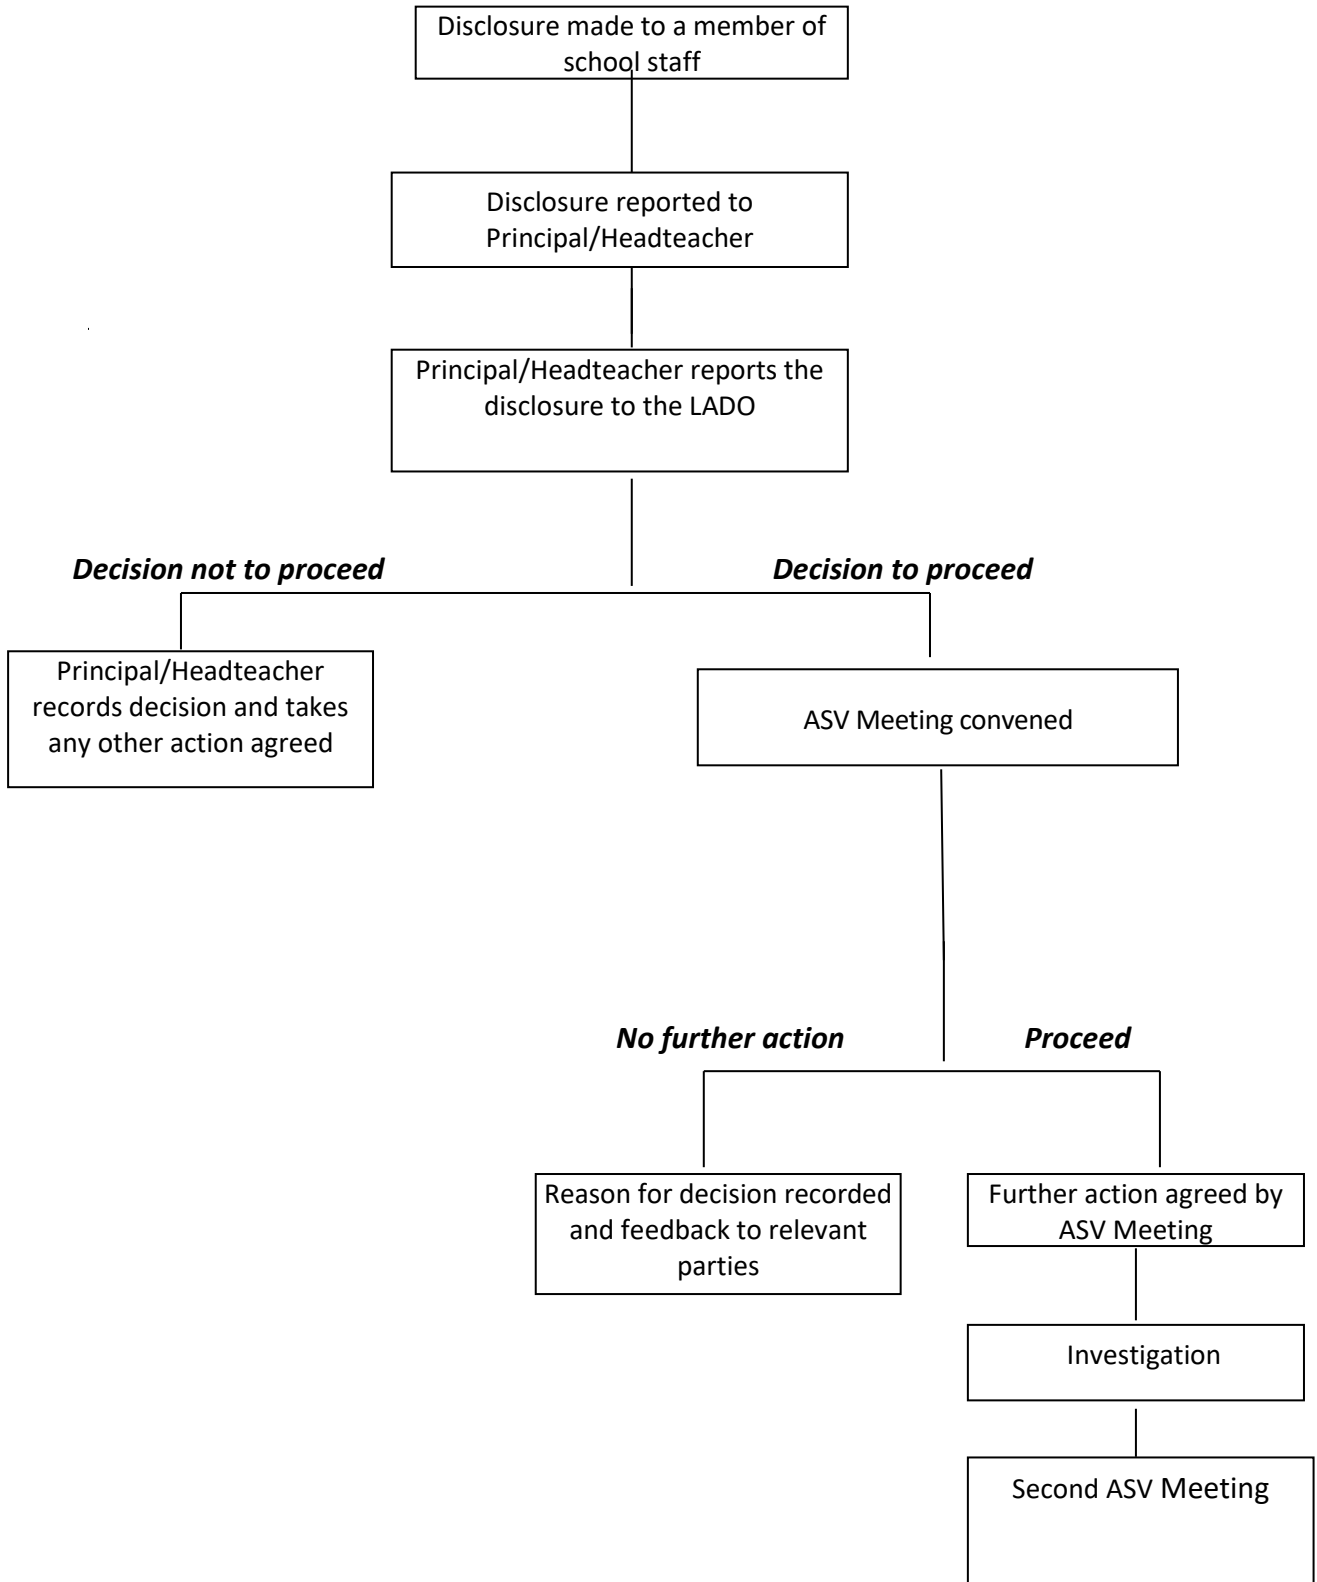 Disclosure made to a member of
school staff
Disclosure reported to
Principal/Headteacher
Principal/Headteacher reports the
disclosure to the LADO
Decision not to proceed
Decision to proceed
Principal/Headteacher
records decision and takes
any other action agreed
ASV Meeting convened
No further action
Proceed
Reason for decision recorded
and feedback to relevant
parties
Further action agreed by
ASV Meeting
Investigation
Second ASV Meeting